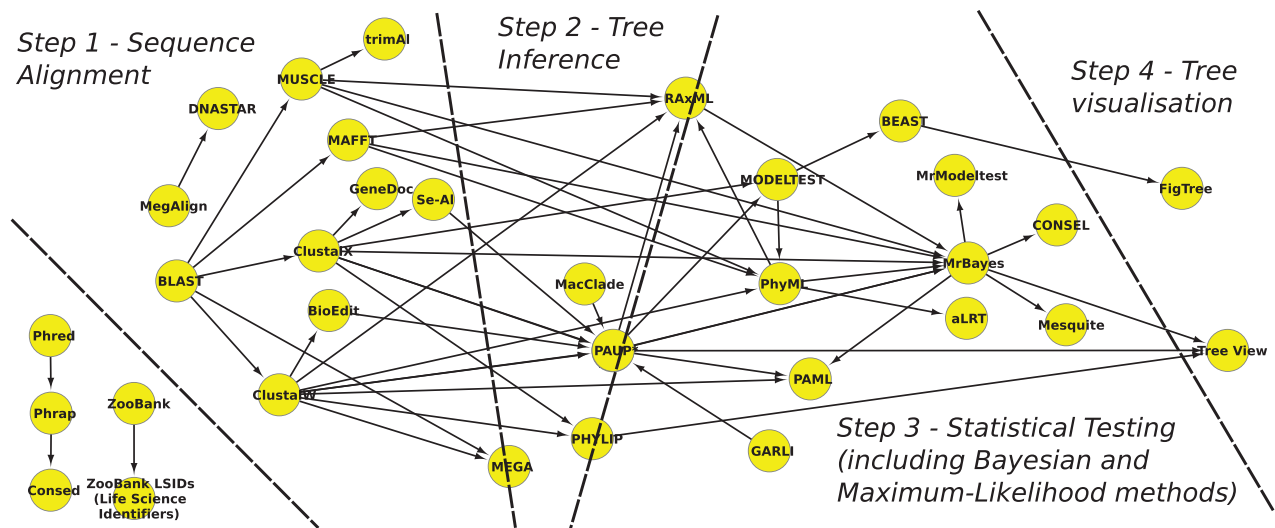 Step 1 - Sequence
Alignment
Step 2 - Tree
Inference
Step 4 - Tree
visualisation
trimAl
MUSCLE
DNASTAR
RAxML
BEAST
MAFFT
MrModeltest
MODELTEST
GeneDoc
Se-Al
FigTree
MegAlign
CONSEL
ClustalX
MrBayes
BLAST
MacClade
PhyML
BioEdit
aLRT
Mesquite
Phred
PAUP*
Tree View
PAML
ClustalW
ZooBank
Phrap
Step 3 - Statistical Testing
(including Bayesian and
Maximum-Likelihood methods)
PHYLIP
GARLI
MEGA
Consed
ZooBank LSIDs
(Life Science
Identifiers)